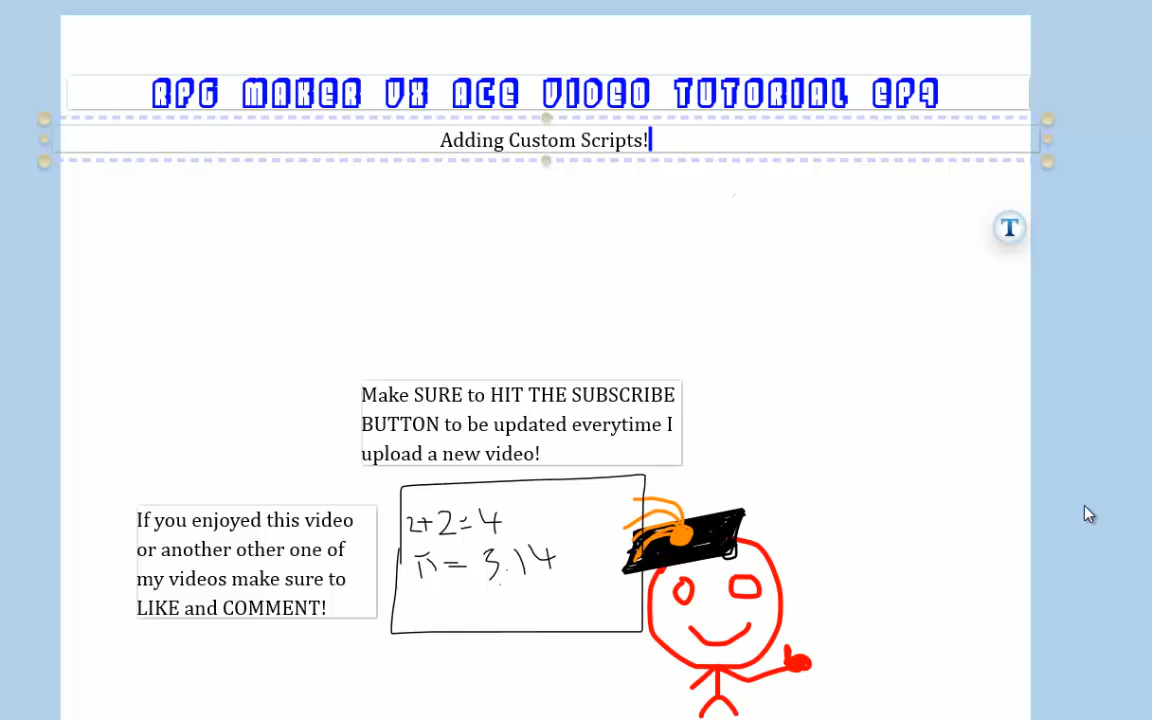 RPG MAKER VX ACE VIDEO TUTORIAL EP4
Adding Custom Scripts!
T
Make SURE to HIT THE SUBSCRIBE
BUTTON to be updated everytime I
upload a new video!
If you enjoyed this video
or another other one of
my videos make sure to
LIKE and COMMENT!
2+2=4
π=3.14